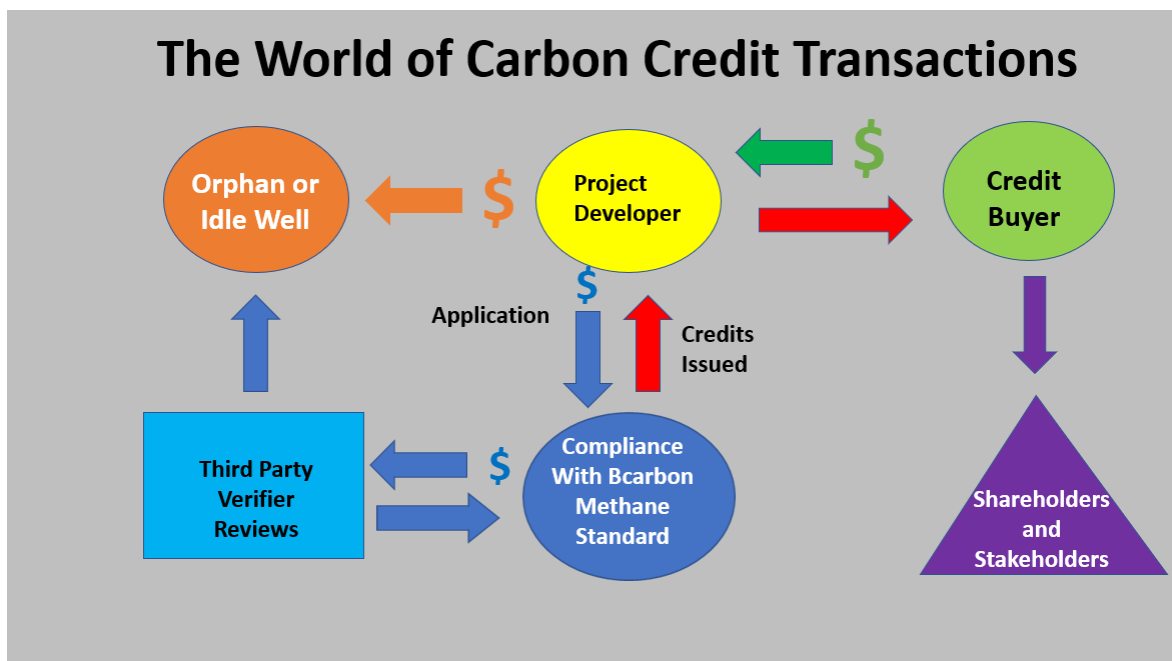 The World of Carbon Credit Transactions
Orphan or
Idle Well
$
Project
Developer
$
Credit
Buyer
$
Application
Credits
Issued
Third Party
Verifier
Reviews
$
Compliance
With Bcarbon
Methane
Standard
Shareholders
and
Stakeholders